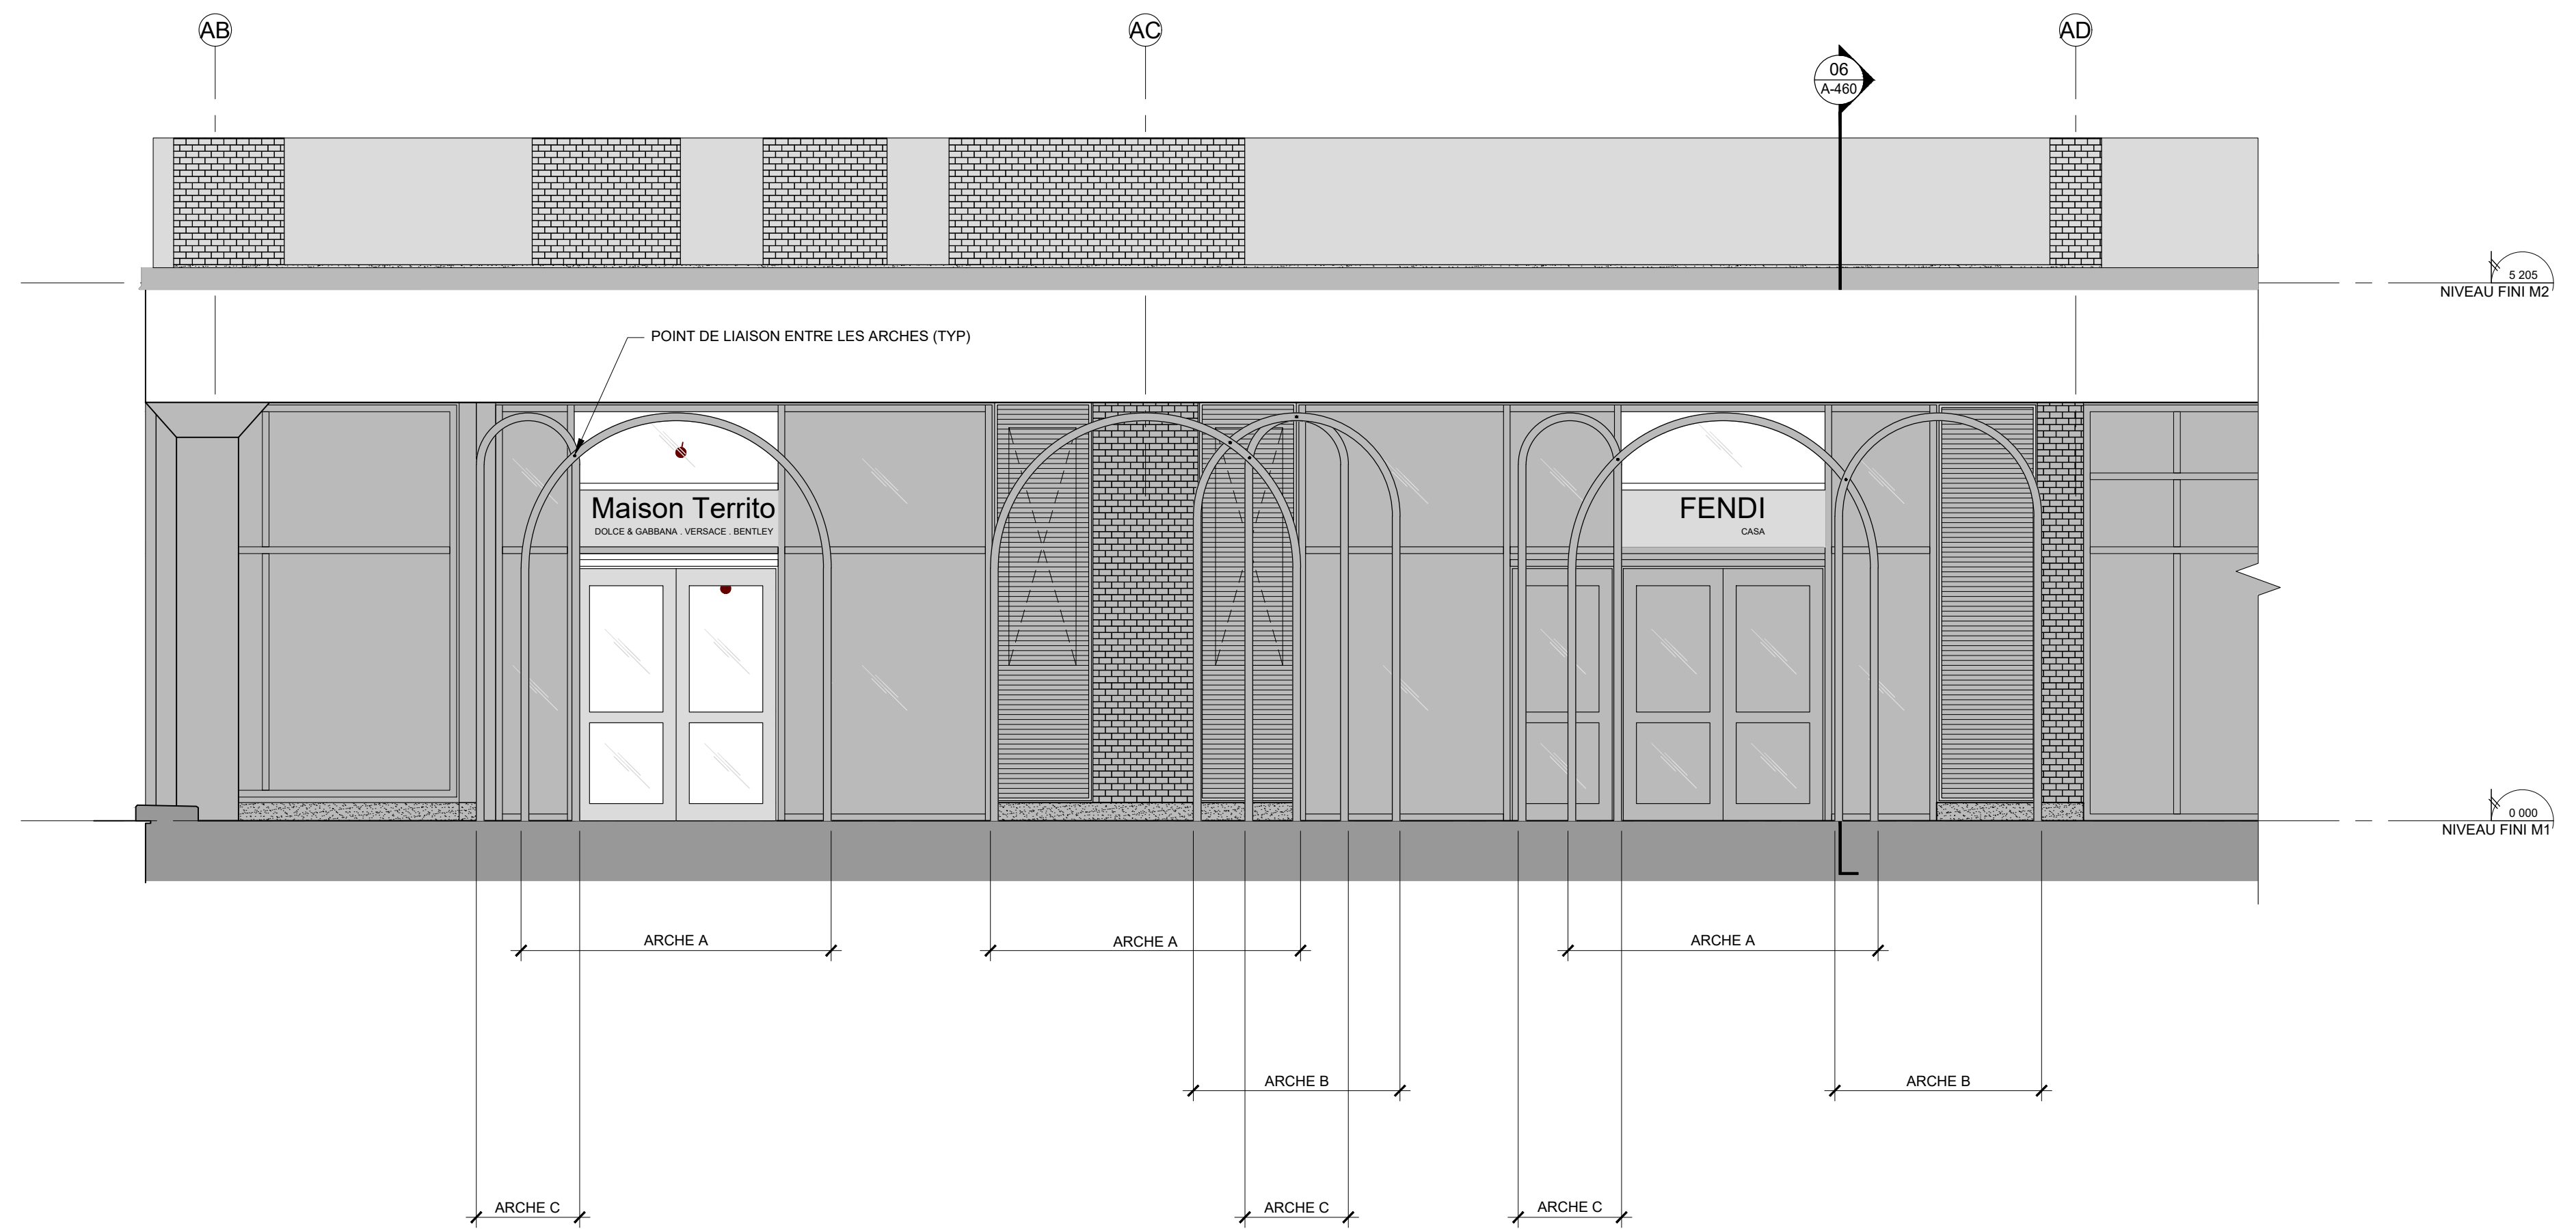 AB
AC
AD
06
A-460
5 205
NIVEAU FINI M2
POINT DE LIAISON ENTRE LES ARCHES (TYP)
Maison Territo
DOLCE & GABBANA . VERSACE . BENTLEY
FENDI
CASA
0 000
NIVEAU FINI M1
ARCHE A
ARCHE A
ARCHE A
ARCHE B
ARCHE B
ARCHE C
ARCHE C
ARCHE C